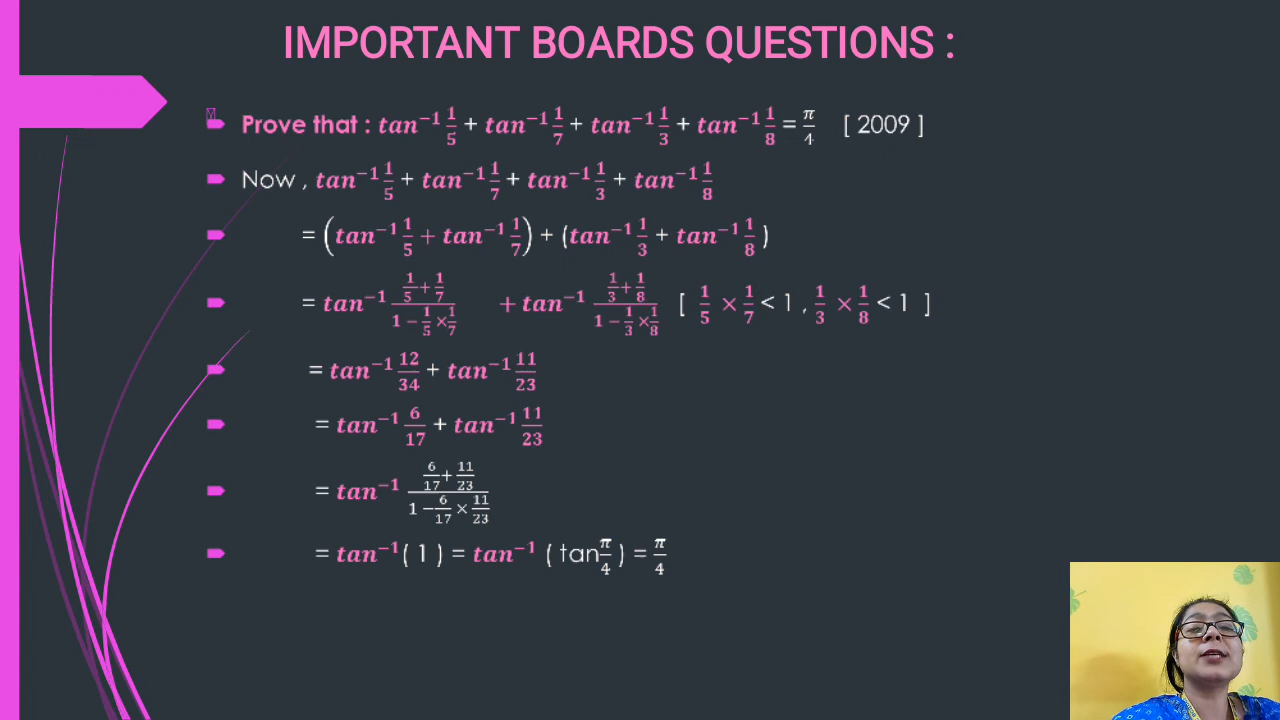 IMPORTANT BOARDS QUESTIONS :
Prove that : tan⁻¹ 1/5 + tan⁻¹ 1/7 + tan⁻¹ 1/3 + tan⁻¹ 1/8 = π/4 [ 2009 ]
Now , tan⁻¹ 1/5 + tan⁻¹ 1/7 + tan⁻¹ 1/3 + tan⁻¹ 1/8
= (tan⁻¹ 1/5 + tan⁻¹ 1/7) + (tan⁻¹ 1/3 + tan⁻¹ 1/8 )
= tan⁻¹ (1/5 + 1/7)/(1 − 1/5 × 1/7) + tan⁻¹ (1/3 + 1/8)/(1 − 1/3 × 1/8) [ 1/5 × 1/7 < 1 , 1/3 × 1/8 < 1 ]
= tan⁻¹ 12/34 + tan⁻¹ 11/23
= tan⁻¹ 6/17 + tan⁻¹ 11/23
= tan⁻¹ (6/17 + 11/23)/(1 − 6/17 × 11/23)
= tan⁻¹ ( 1 ) = tan⁻¹ ( tan π/4 ) = π/4